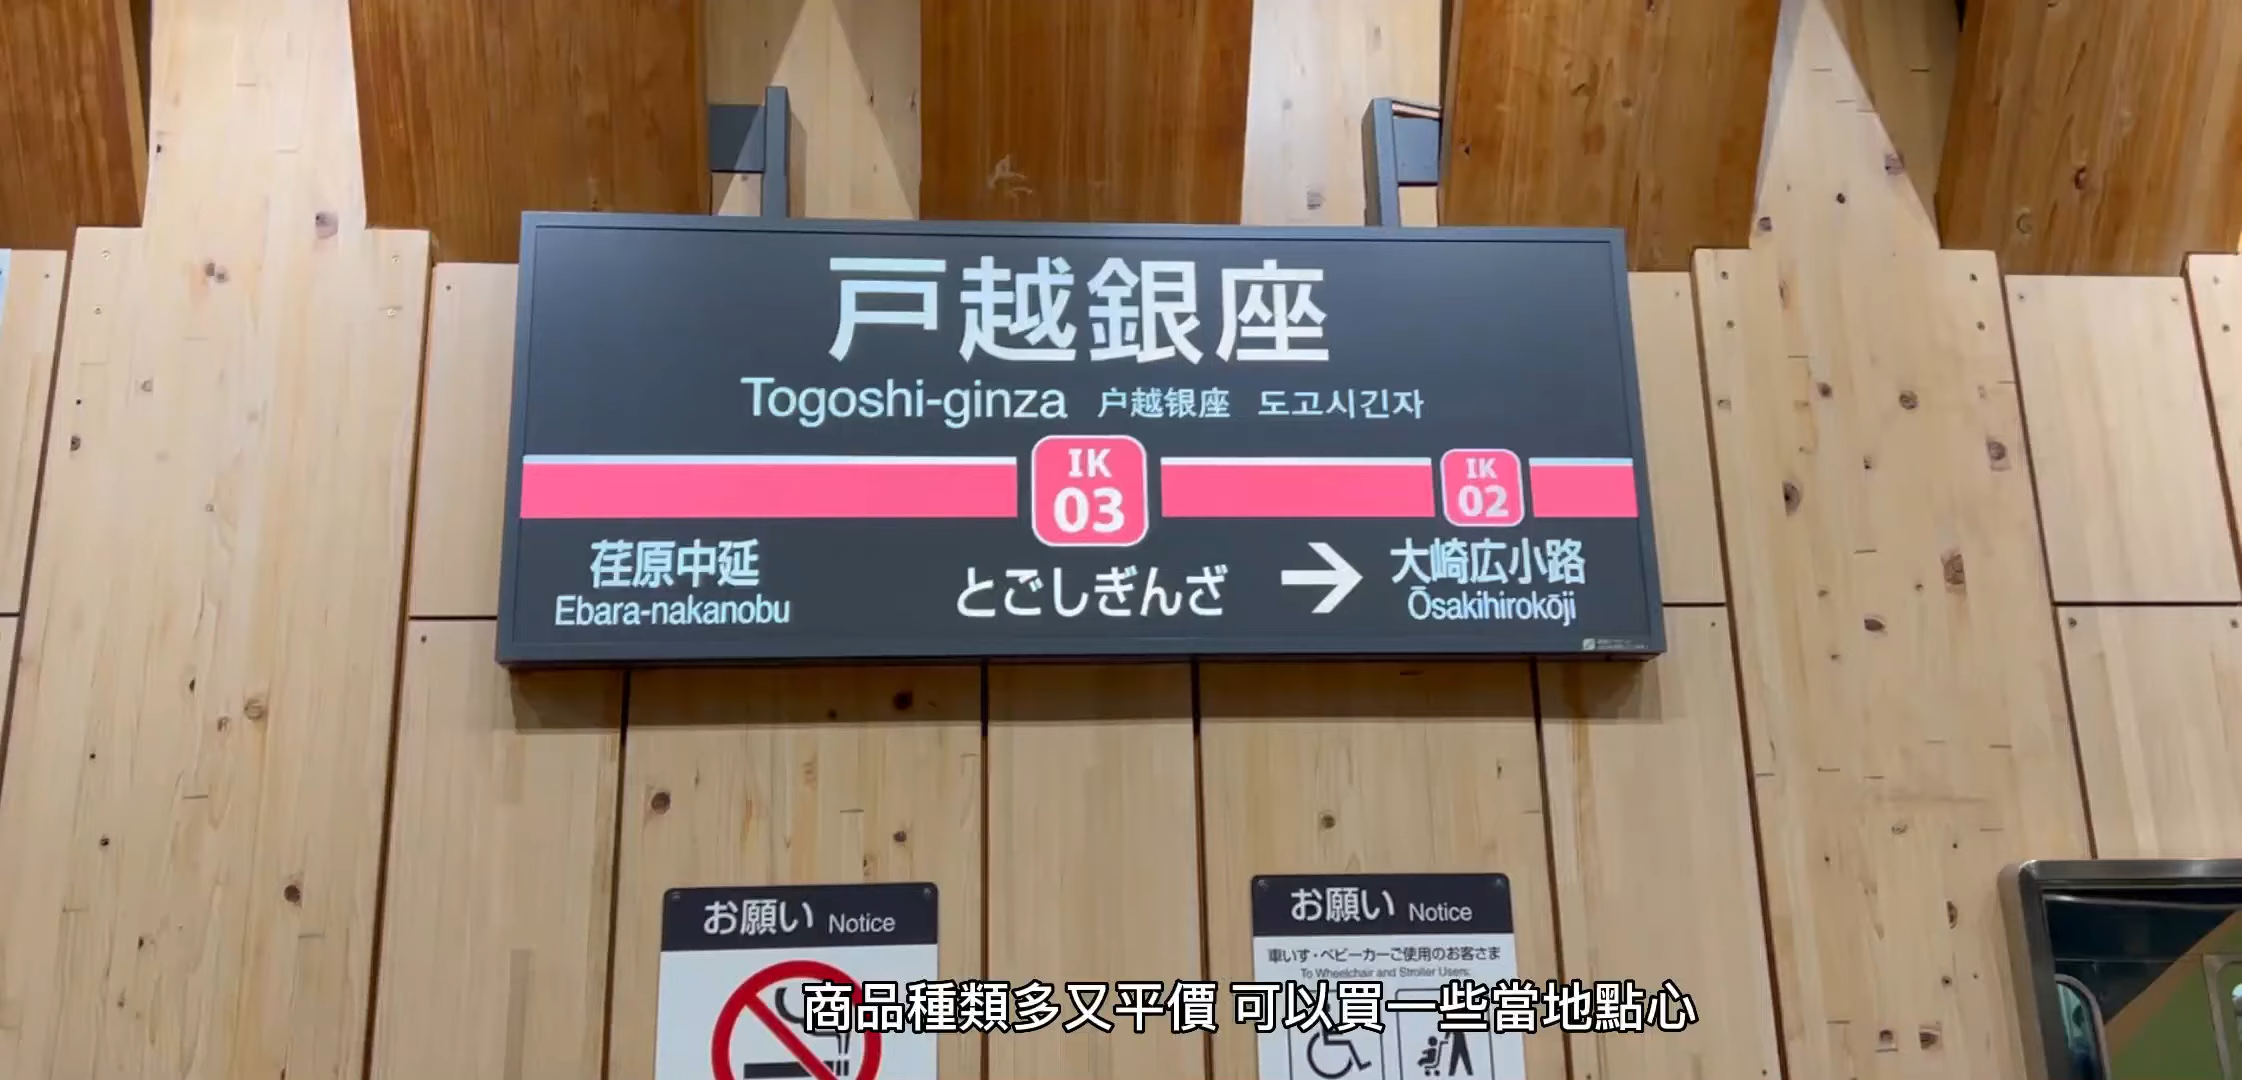 戸越銀座
Togoshi-ginza 户越银座 도고시긴자
IK
03
IK
02
荏原中延
Ebara-nakanobu
とごしぎんざ
→
大崎広小路
Ōsakihirokōji
お願い Notice
お願い Notice
車いす・ベビーカーご使用のお客さま
To Wheelchair and Stroller Users:
商品種類多又平價 可以買一些當地點心